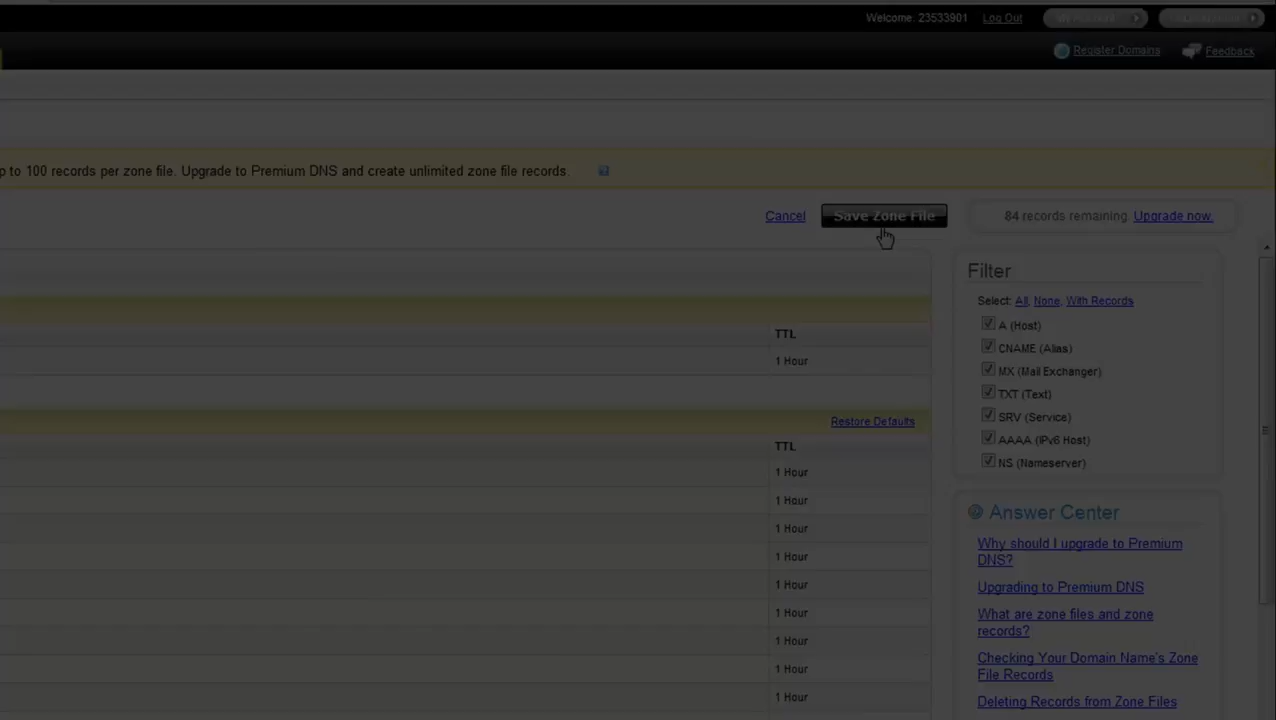 Welcome: 23533901 Log Out
Register Domains Feedback
p to 100 records per zone file. Upgrade to Premium DNS and create unlimited zone file records.
Cancel Save Zone File 84 records remaining. Upgrade now.
Filter
Select: All, None, With Records
A (Host)
CNAME (Alias)
MX (Mail Exchanger)
TXT (Text)
SRV (Service)
AAAA (IPv6 Host)
NS (Nameserver)
TTL
1 Hour
Restore Defaults
TTL
1 Hour
1 Hour
1 Hour
1 Hour
1 Hour
1 Hour
1 Hour
1 Hour
1 Hour
@ Answer Center
Why should I upgrade to Premium
DNS?
Upgrading to Premium DNS
What are zone files and zone
records?
Checking Your Domain Name's Zone
File Records
Deleting Records from Zone Files